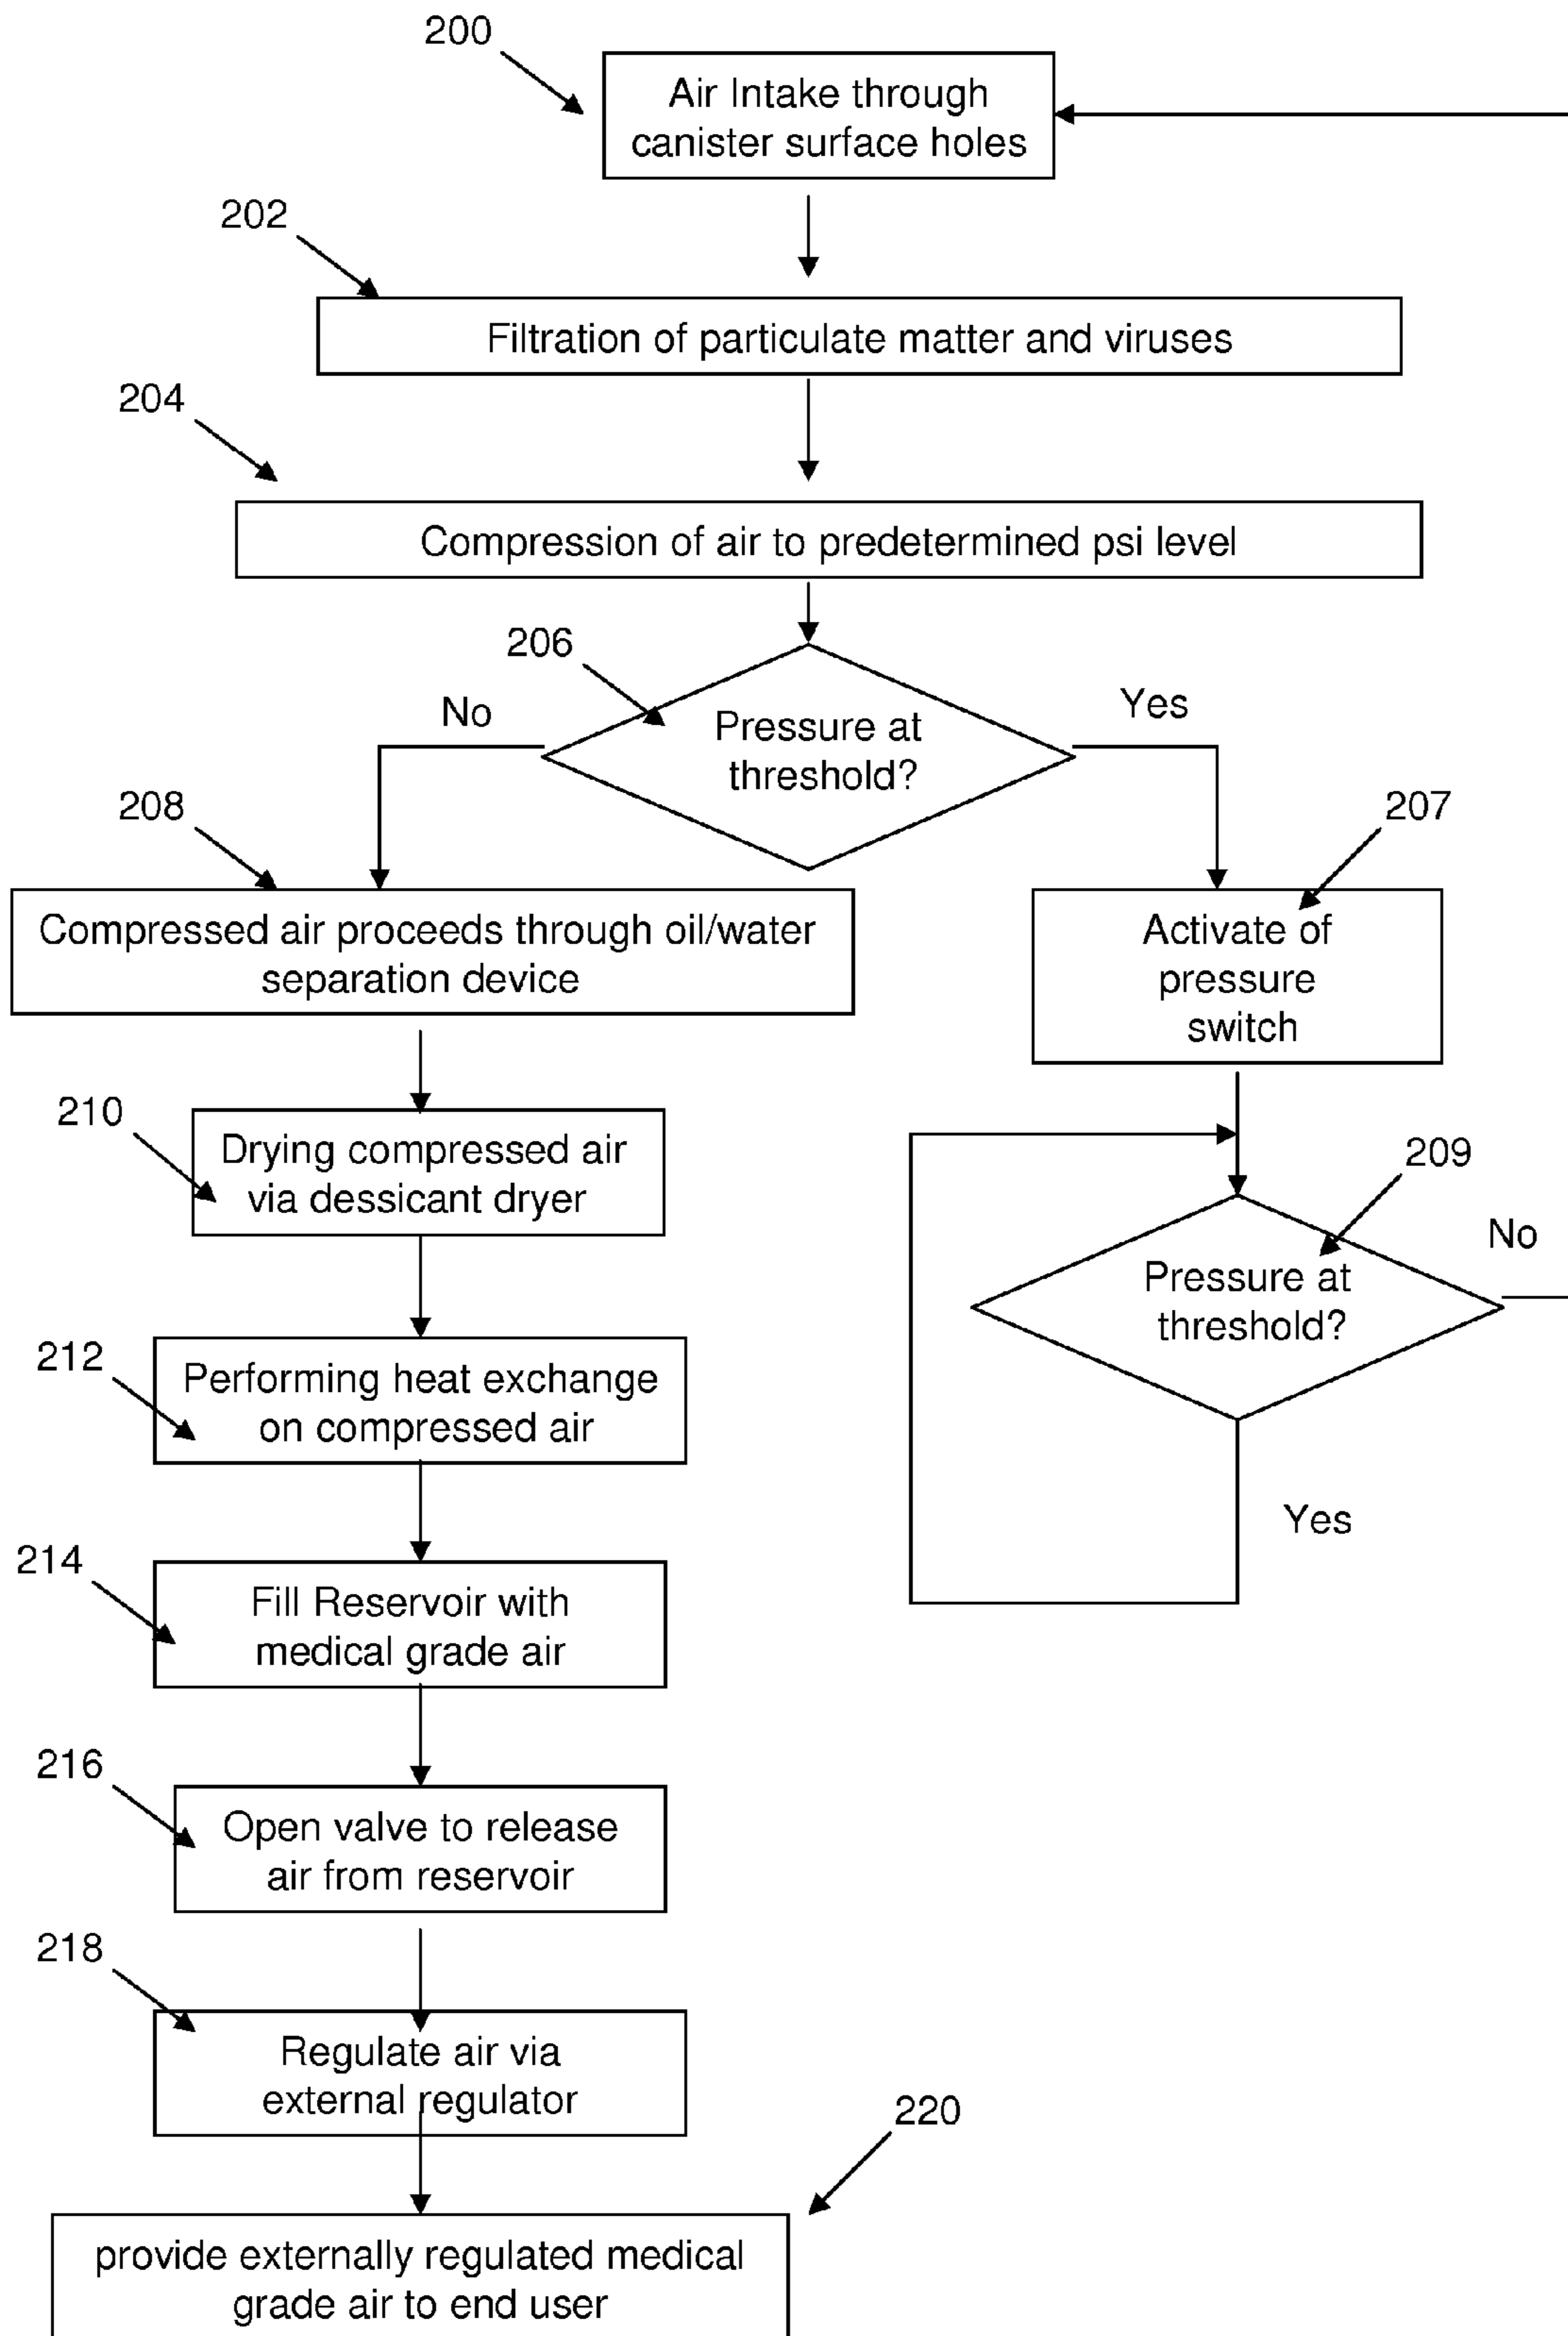 200
Air Intake through
canister surface holes
202
Filtration of particulate matter and viruses
204
Compression of air to predetermined psi level
206
No
Pressure at
threshold?
Yes
208
207
Compressed air proceeds through oil/water
separation device
Activate of
pressure
switch
210
Drying compressed air
via dessicant dryer
209
No
Pressure at
threshold?
Yes
212
Performing heat exchange
on compressed air
214
Fill Reservoir with
medical grade air
216
Open valve to release
air from reservoir
218
Regulate air via
external regulator
220
provide externally regulated medical
grade air to end user